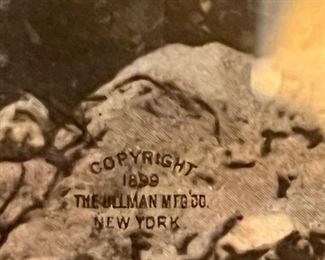 COPYRIGHT
1899
THE ULLMAN MFG CO.
NEW YORK.